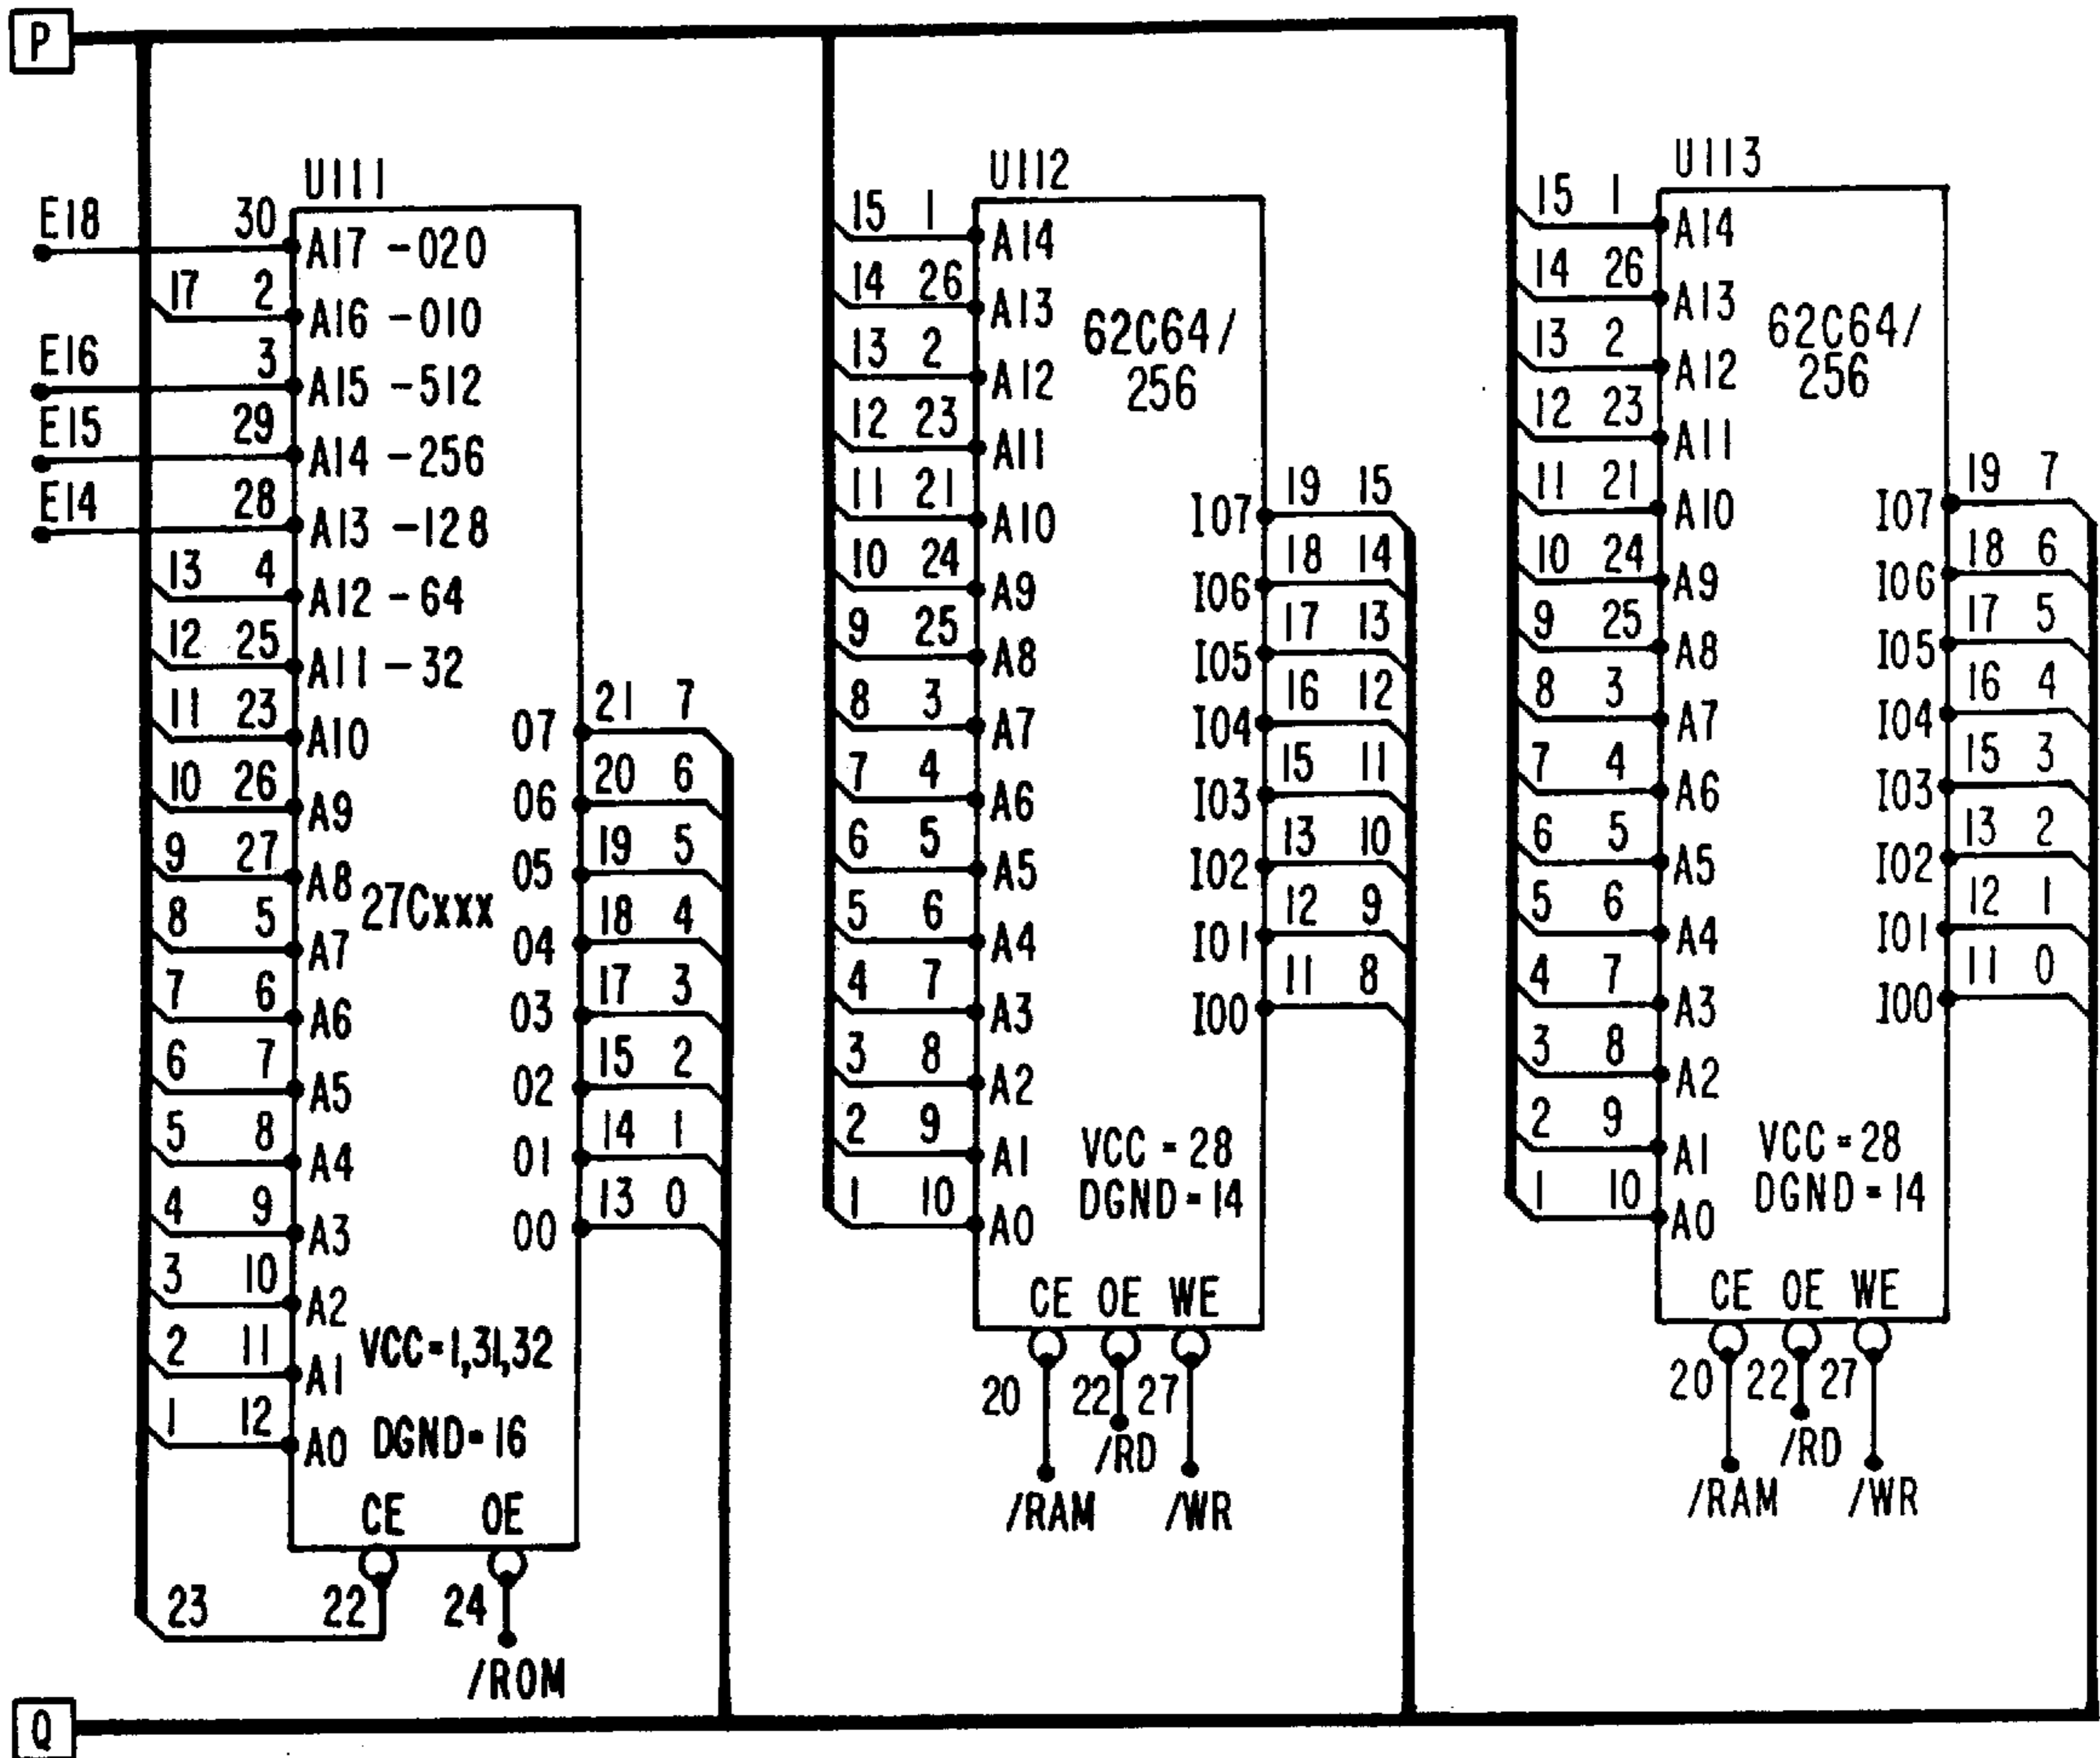 P
U111
E18 30 A17 -020
17 2 A16 -010
E16 3 A15 -512
E15 29 A14 -256
E14 28 A13 -128
13 4 A12 -64
12 25 A11 -32
11 23 A10
10 26 A9
9 27 A8
8 5 A7
7 6 A6
6 7 A5
5 8 A4
4 9 A3
3 10 A2
2 11 A1
1 12 A0
27Cxxx
O7 21 7
O6 20 6
O5 19 5
O4 18 4
O3 17 3
O2 15 2
O1 14 1
O0 13 0
VCC=1,31,32
DGND=16
CE OE
23 22 24
/ROM
U112
15 1 A14
14 26 A13
13 2 A12
12 23 A11
11 21 A10
10 24 A9
9 25 A8
8 3 A7
7 4 A6
6 5 A5
5 6 A4
4 7 A3
3 8 A2
2 9 A1
1 10 A0
62C64/
256
IO7 19 15
IO6 18 14
IO5 17 13
IO4 16 12
IO3 15 11
IO2 13 10
IO1 12 9
IO0 11 8
VCC=28
DGND=14
CE OE WE
20 22 27
/RD
/RAM /WR
U113
15 1 A14
14 26 A13
13 2 A12
12 23 A11
11 21 A10
10 24 A9
9 25 A8
8 3 A7
7 4 A6
6 5 A5
5 6 A4
4 7 A3
3 8 A2
2 9 A1
1 10 A0
62C64/
256
IO7 19 7
IO6 18 6
IO5 17 5
IO4 16 4
IO3 15 3
IO2 13 2
IO1 12 1
IO0 11 0
VCC=28
DGND=14
CE OE WE
20 22 27
/RD
/RAM /WR
Q